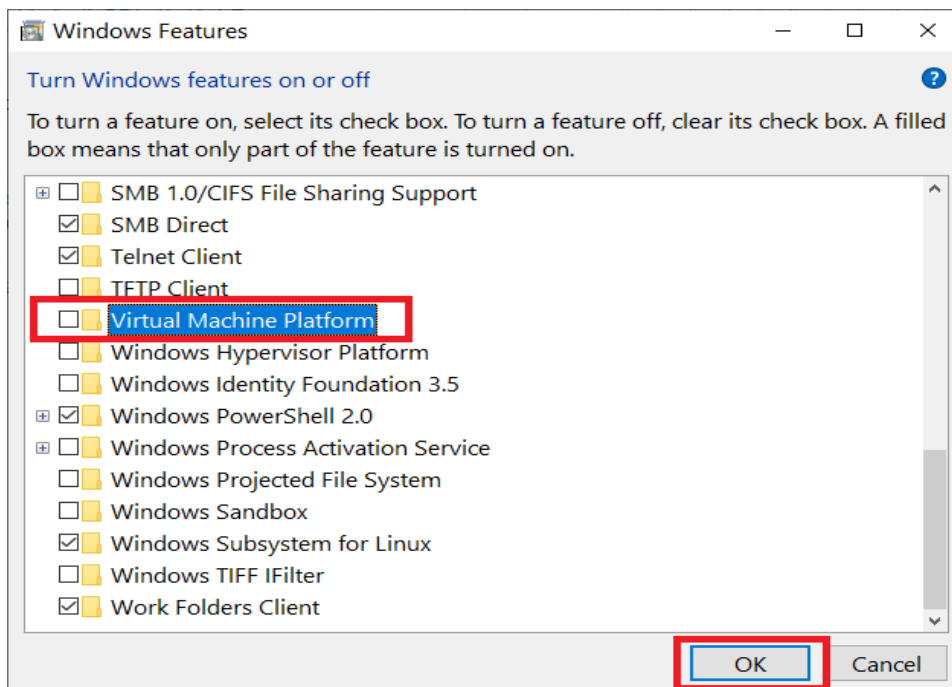 Windows Features
Turn Windows features on or off
To turn a feature on, select its check box. To turn a feature off, clear its check box. A filled
box means that only part of the feature is turned on.
SMB 1.0/CIFS File Sharing Support
SMB Direct
Telnet Client
TFTP Client
Virtual Machine Platform
Windows Hypervisor Platform
Windows Identity Foundation 3.5
Windows PowerShell 2.0
Windows Process Activation Service
Windows Projected File System
Windows Sandbox
Windows Subsystem for Linux
Windows TIFF IFilter
Work Folders Client
OK Cancel